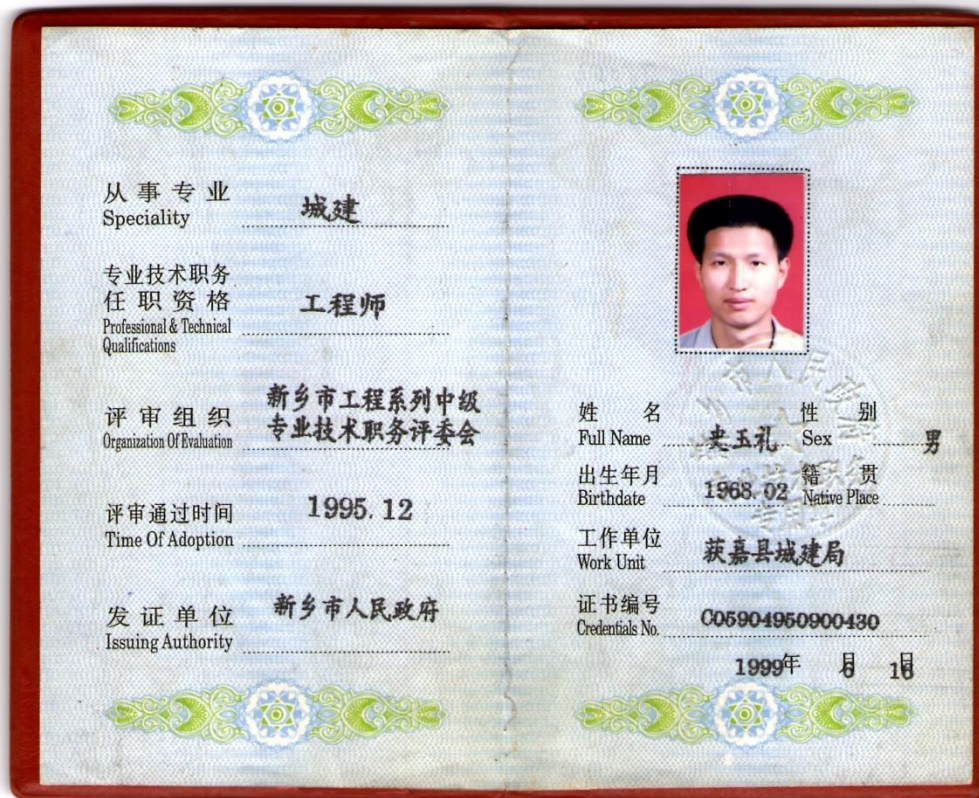 从事专业 城建
Speciality
专业技术职务
任职资格 工程师
Professional & Technical
Qualifications
新乡市工程系列中级
评审组织 专业技术职务评委会
Organization Of Evaluation
评审通过时间 1995.12
Time Of Adoption
发证单位 新乡市人民政府
Issuing Authority
姓名 史玉礼 性别 男
Full Name Sex
出生年月 1968.02 籍贯
Birthdate Native Place
工作单位 获嘉县城建局
Work Unit
证书编号 C05904950900430
Credentials No.
1999年 6月 16日